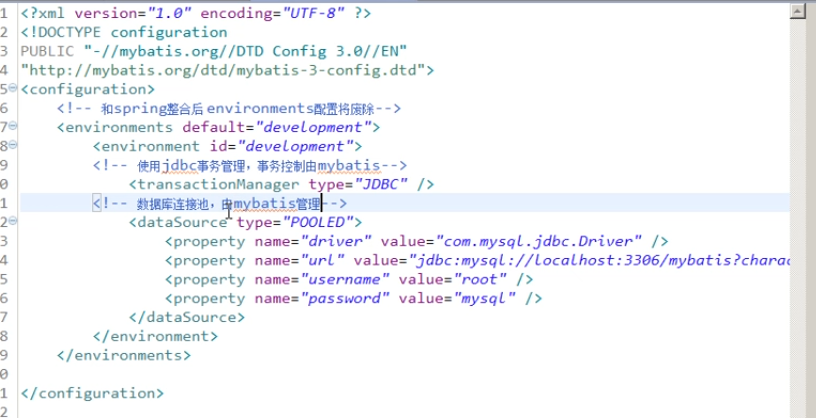 1 <?xml version="1.0" encoding="UTF-8" ?>
2 <!DOCTYPE configuration
3 PUBLIC "-//mybatis.org//DTD Config 3.0//EN"
4 "http://mybatis.org/dtd/mybatis-3-config.dtd">
5 <configuration>
6 <!-- 和spring整合后 environments配置将废除-->
7 <environments default="development">
8 <environment id="development">
9 <!-- 使用jdbc事务管理，事务控制由mybatis-->
0 <transactionManager type="JDBC" />
1 <!-- 数据库连接池，由mybatis管理-->
2 <dataSource type="POOLED">
3 <property name="driver" value="com.mysql.jdbc.Driver" />
4 <property name="url" value="jdbc:mysql://localhost:3306/mybatis?charac
5 <property name="username" value="root" />
6 <property name="password" value="mysql" />
7 </dataSource>
8 </environment>
9 </environments>
0
1 </configuration>
2